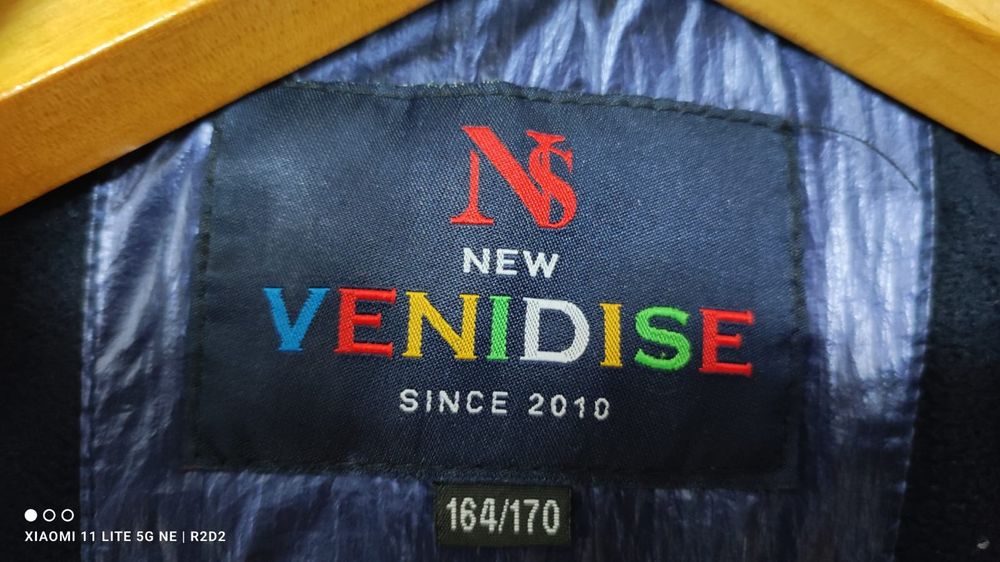 NS
NEW
VENIDISE
SINCE 2010
164/170
XIAOMI 11 LITE 5G NE | R2D2